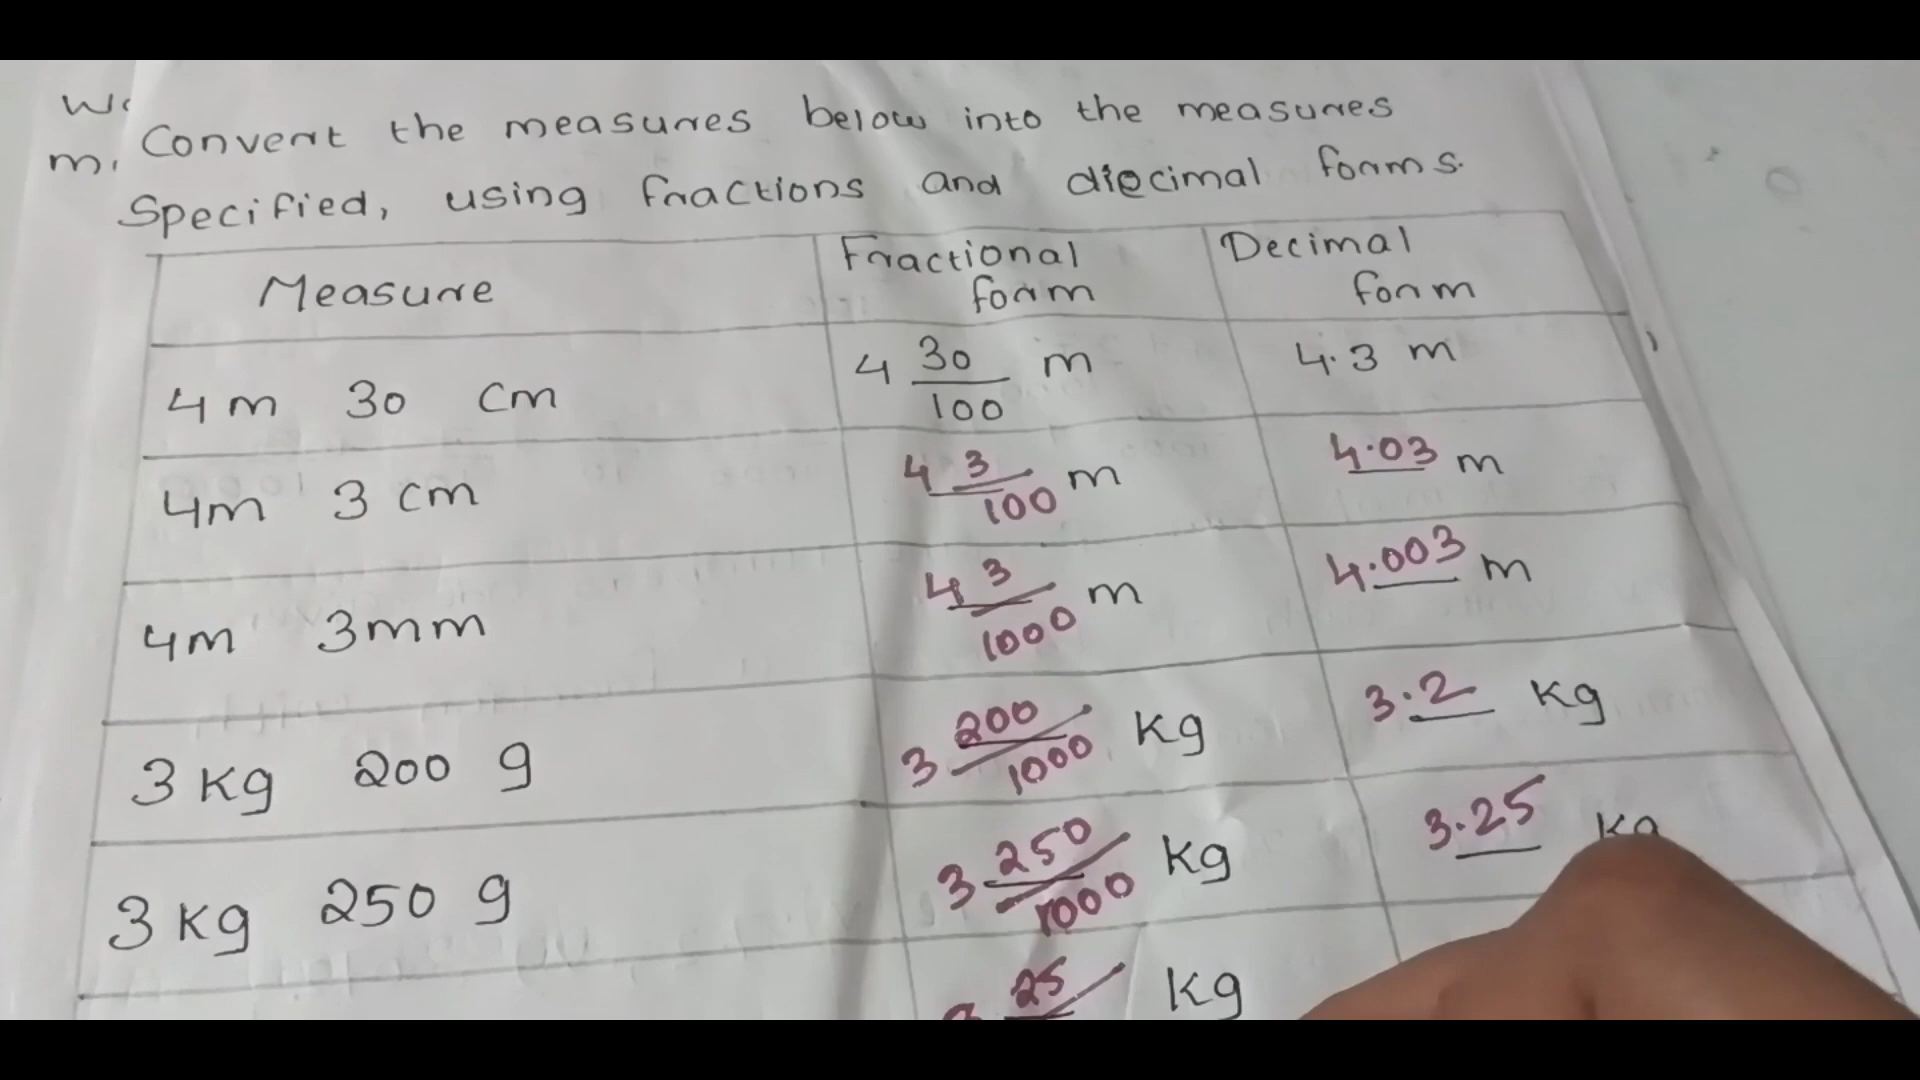 Convert the measures below into the measures
m,
Specified, using fractions and diecimal forms.
Measure Fractional form Decimal form
4 m 30 cm 4 30/100 m 4.3 m
4m 3 cm 4 3/100 m 4.03 m
4m 3mm 4 3/1000 m 4.003 m
3 kg 200 g 3 200/1000 kg 3.2 kg
3 kg 250 g 3 250/1000 kg 3.25 kg
25 kg